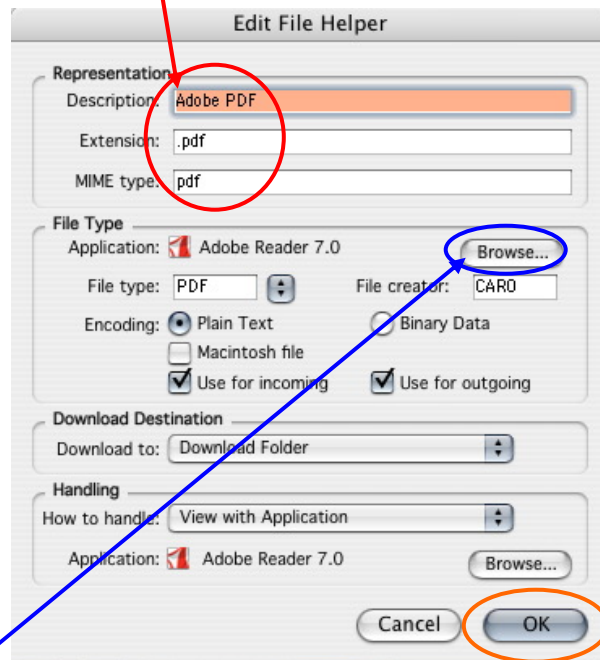 Edit File Helper
Representation
Description: Adobe PDF
Extension: .pdf
MIME type: pdf
File Type
Application: Adobe Reader 7.0 Browse...
File type: PDF File creator: CARO
Encoding: Plain Text Binary Data
Macintosh file
Use for incoming Use for outgoing
Download Destination
Download to: Download Folder
Handling
How to handle: View with Application
Application: Adobe Reader 7.0 Browse...
Cancel OK